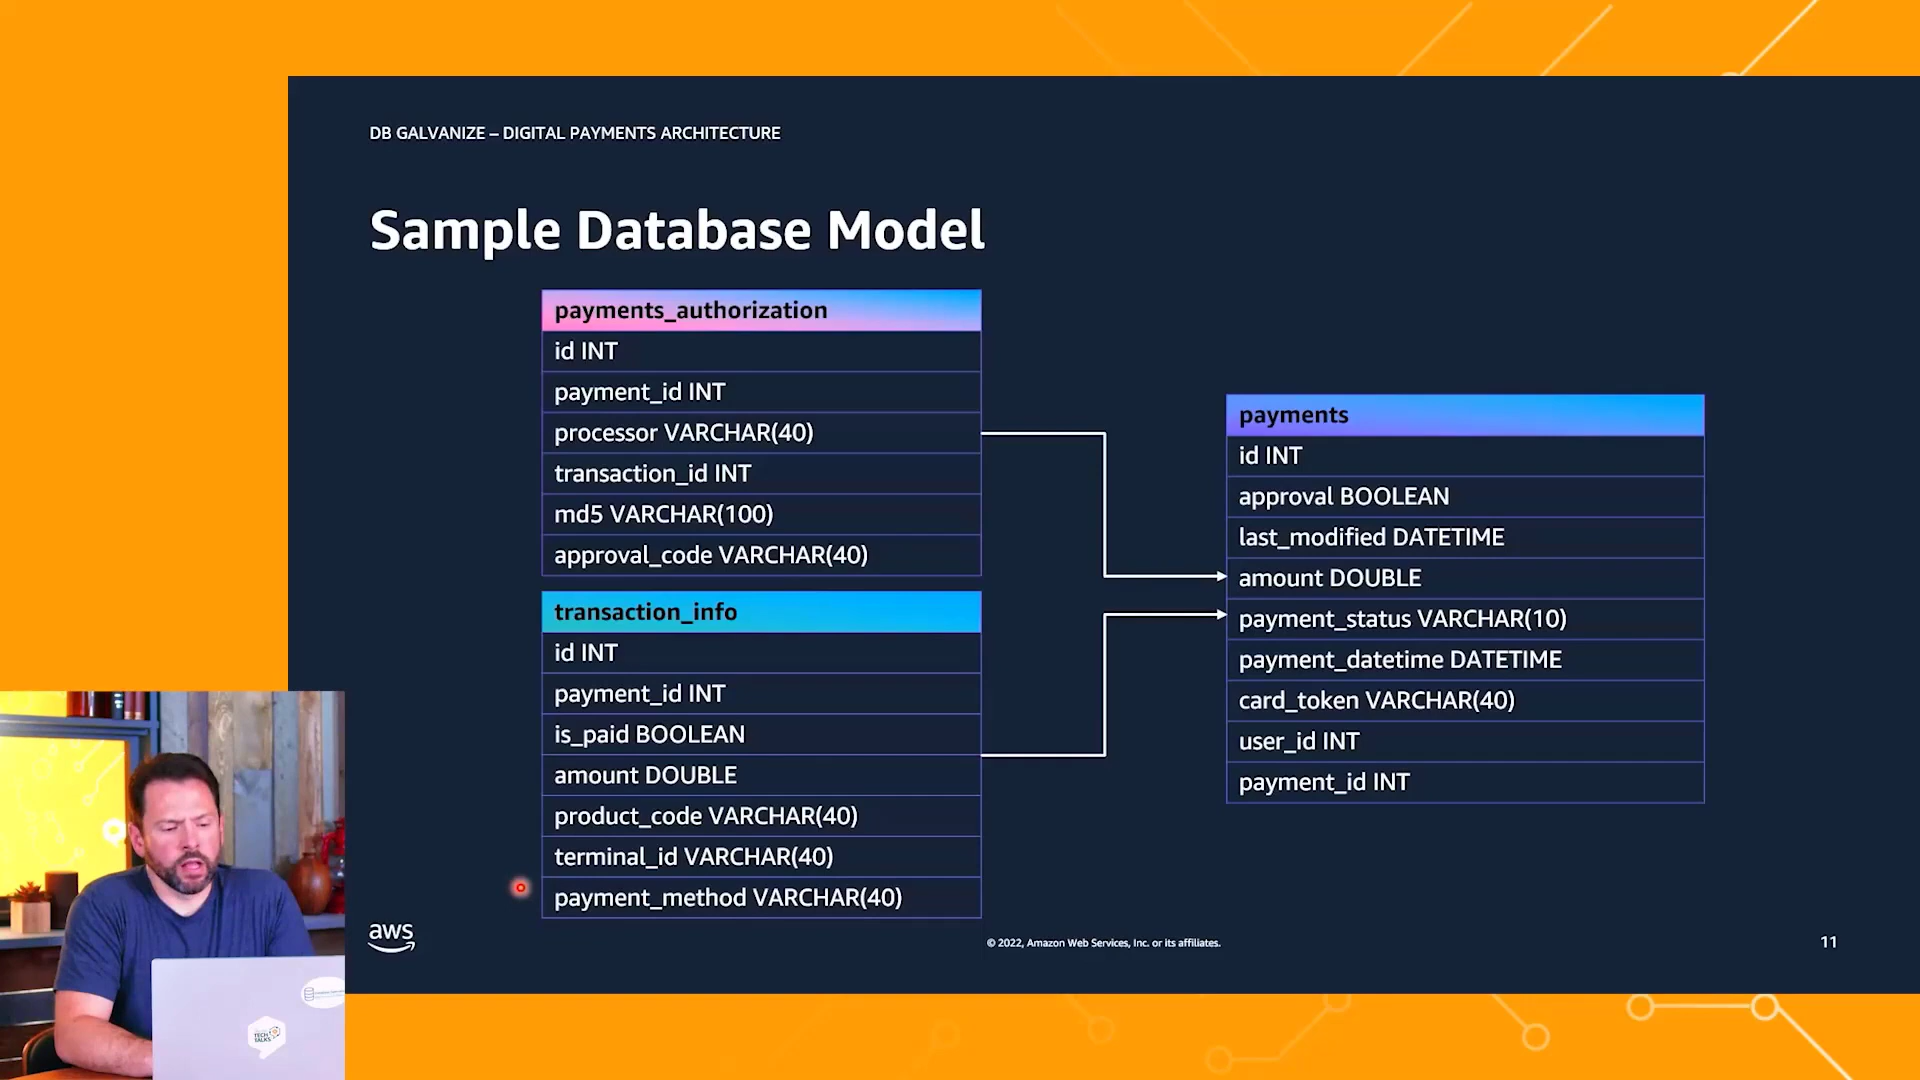 DB GALVANIZE – DIGITAL PAYMENTS ARCHITECTURE
Sample Database Model
payments_authorization
id INT
payment_id INT
processor VARCHAR(40)
transaction_id INT
md5 VARCHAR(100)
approval_code VARCHAR(40)
transaction_info
id INT
payment_id INT
is_paid BOOLEAN
amount DOUBLE
product_code VARCHAR(40)
terminal_id VARCHAR(40)
payment_method VARCHAR(40)
payments
id INT
approval BOOLEAN
last_modified DATETIME
amount DOUBLE
payment_status VARCHAR(10)
payment_datetime DATETIME
card_token VARCHAR(40)
user_id INT
payment_id INT
aws
© 2022, Amazon Web Services, Inc. or its affiliates.
11
TECH
TALKS